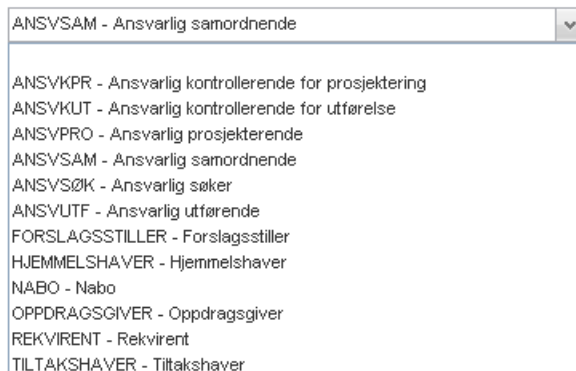 ANSVSAM - Ansvarlig samordnende
ANSVKPR - Ansvarlig kontrollerende for prosjektering
ANSVKUT - Ansvarlig kontrollerende for utførelse
ANSVPRO - Ansvarlig prosjekterende
ANSVSAM - Ansvarlig samordnende
ANSVSØK - Ansvarlig søker
ANSVUTF - Ansvarlig utførende
FORSLAGSSTILLER - Forslagsstiller
HJEMMELSHAVER - Hjemmelshaver
NABO - Nabo
OPPDRAGSGIVER - Oppdragsgiver
REKVIRENT - Rekvirent
TILTAKSHAVER - Tiltakshaver